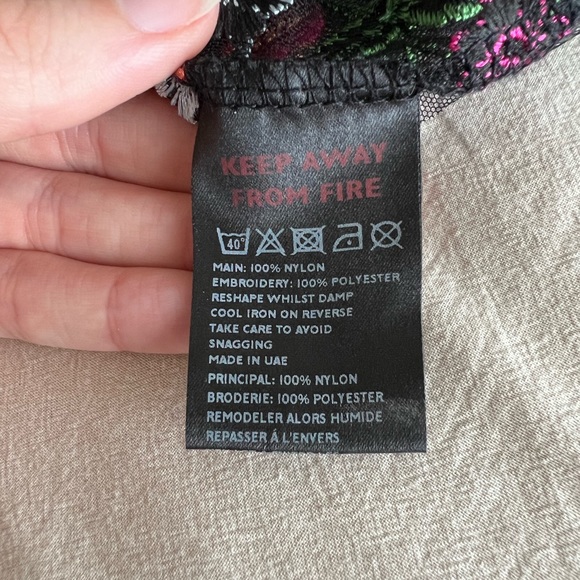 KEEP AWAY
FROM FIRE
40°
MAIN: 100% NYLON
EMBROIDERY: 100% POLYESTER
RESHAPE WHILST DAMP
COOL IRON ON REVERSE
TAKE CARE TO AVOID
SNAGGING
MADE IN UAE
PRINCIPAL: 100% NYLON
BRODERIE: 100% POLYESTER
REMODELER ALORS HUMIDE
REPASSER Á L'ENVERS